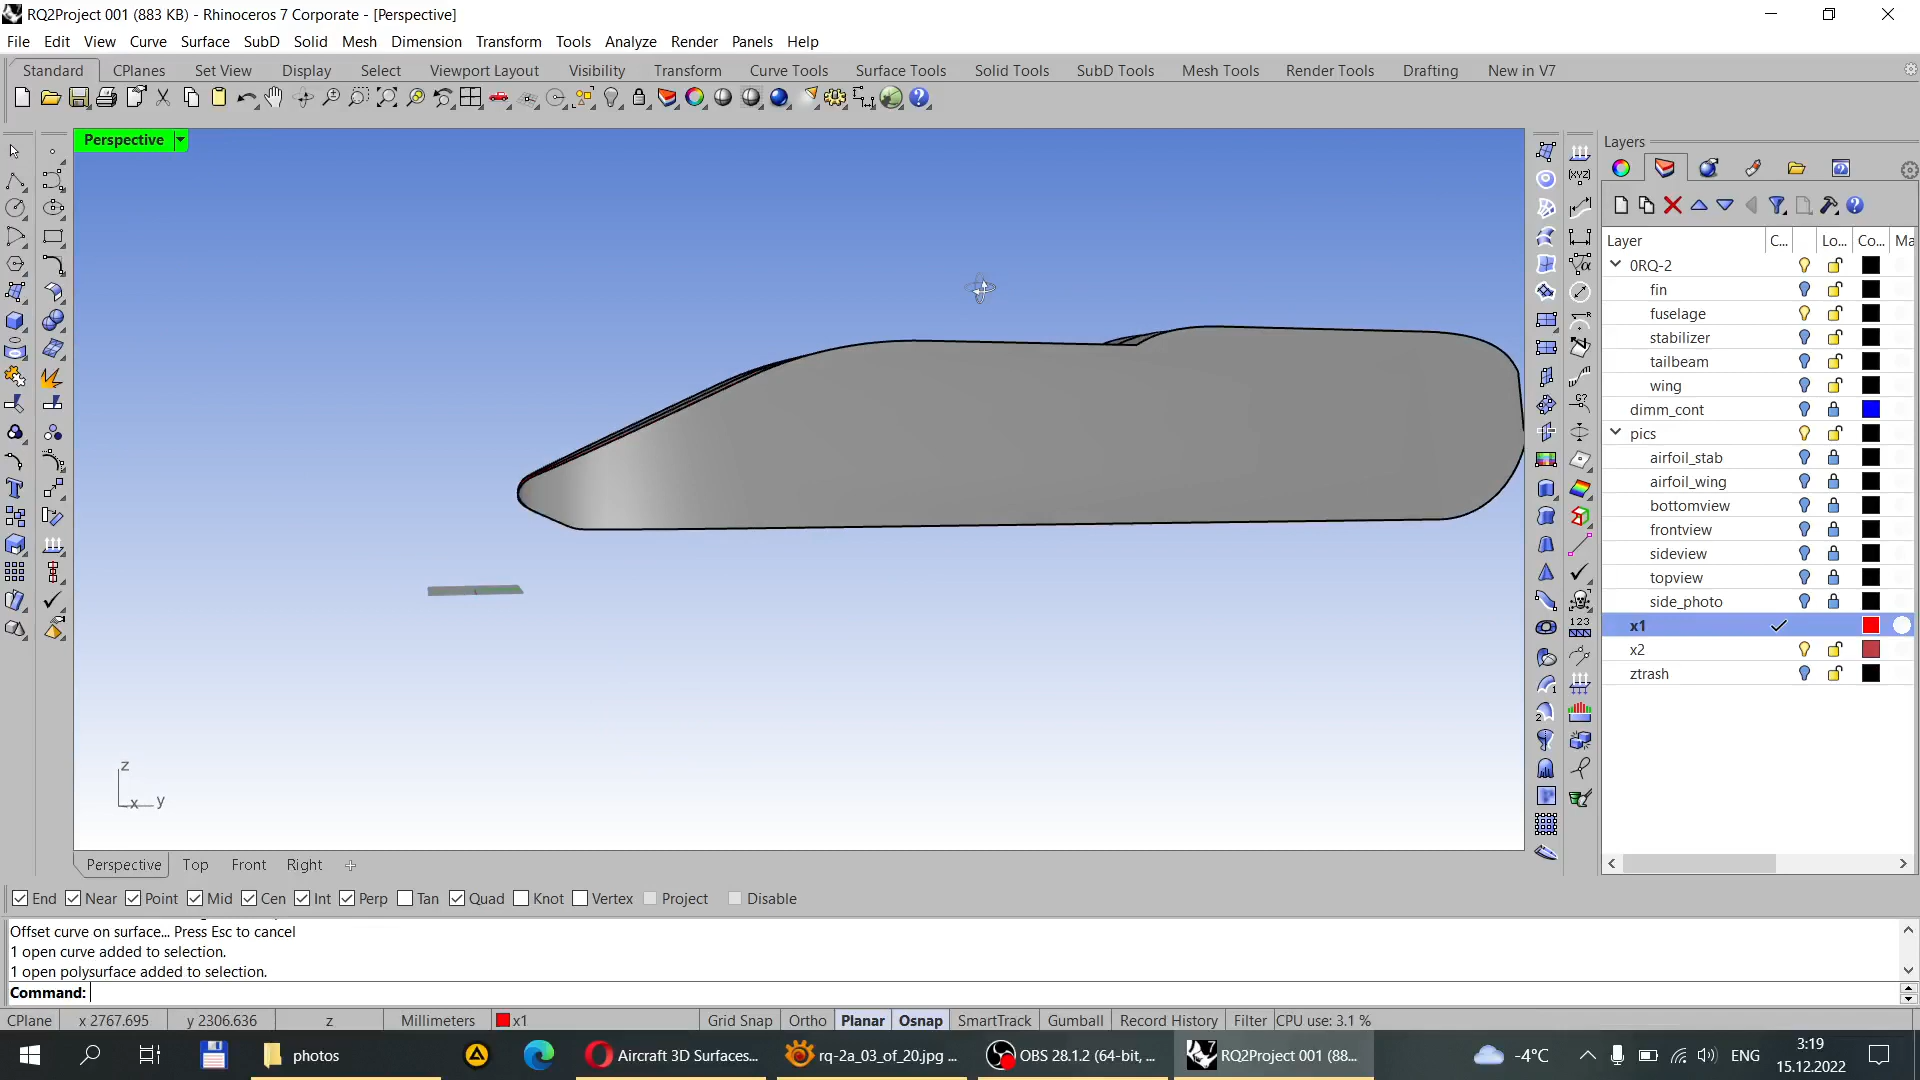 RQ2Project 001 (883 KB) - Rhinoceros 7 Corporate - [Perspective]
File Edit View Curve Surface SubD Solid Mesh Dimension Transform Tools Analyze Render Panels Help
Standard CPlanes Set View Display Select Viewport Layout Visibility Transform Curve Tools Surface Tools Solid Tools SubD Tools Mesh Tools Render Tools Drafting New in V7
Perspective
Layers
Layer C... Lo... Co... Ma
0RQ-2
fin
fuselage
stabilizer
tailbeam
wing
dimm_cont
pics
airfoil_stab
airfoil_wing
bottomview
frontview
sideview
topview
side_photo
x1
x2
ztrash
z
x y
Perspective Top Front Right
End Near Point Mid Cen Int Perp Tan Quad Knot Vertex Project Disable
Offset curve on surface... Press Esc to cancel
1 open curve added to selection.
1 open polysurface added to selection.
Command:
CPlane x 2767.695 y 2306.636 z Millimeters x1 Grid Snap Ortho Planar Osnap SmartTrack Gumball Record History Filter CPU use: 3.1 %
photos Aircraft 3D Surfaces... rq-2a_03_of_20.jpg ... OBS 28.1.2 (64-bit, ... RQ2Project 001 (88... -4°C ENG 3:19
15.12.2022